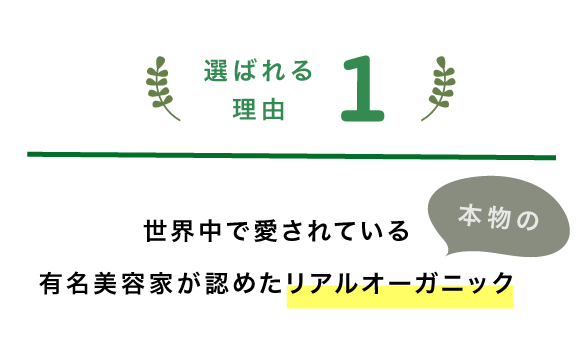 選ばれる
理由
1
本物の
世界中で愛されている
有名美容家が認めたリアルオーガニック